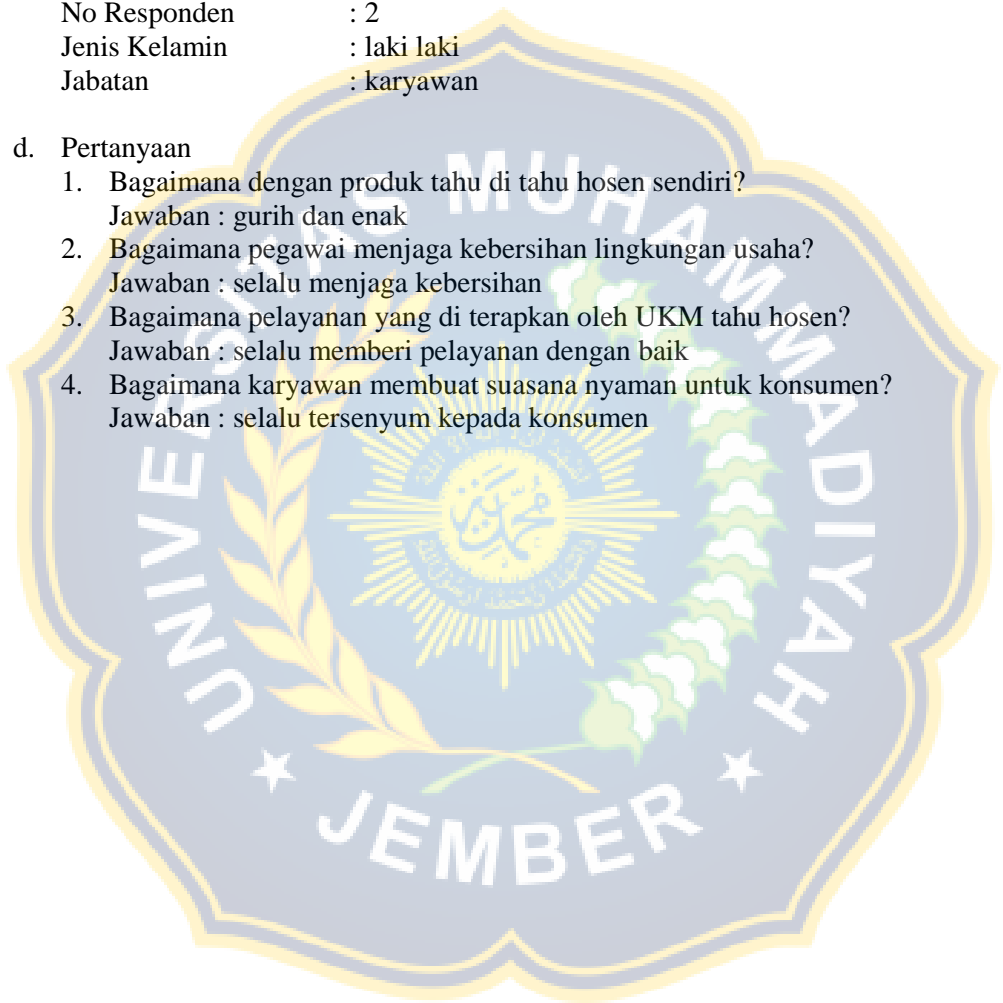 No Responden : 2
Jenis Kelamin : laki laki
Jabatan : karyawan
d. Pertanyaan
1. Bagaimana dengan produk tahu di tahu hosen sendiri?
Jawaban : gurih dan enak
2. Bagaimana pegawai menjaga kebersihan lingkungan usaha?
Jawaban : selalu menjaga kebersihan
3. Bagaimana pelayanan yang di terapkan oleh UKM tahu hosen?
Jawaban : selalu memberi pelayanan dengan baik
4. Bagaimana karyawan membuat suasana nyaman untuk konsumen?
Jawaban : selalu tersenyum kepada konsumen
UNIVERSITAS MUHAMMADIYAH
JEMBER
محمدية